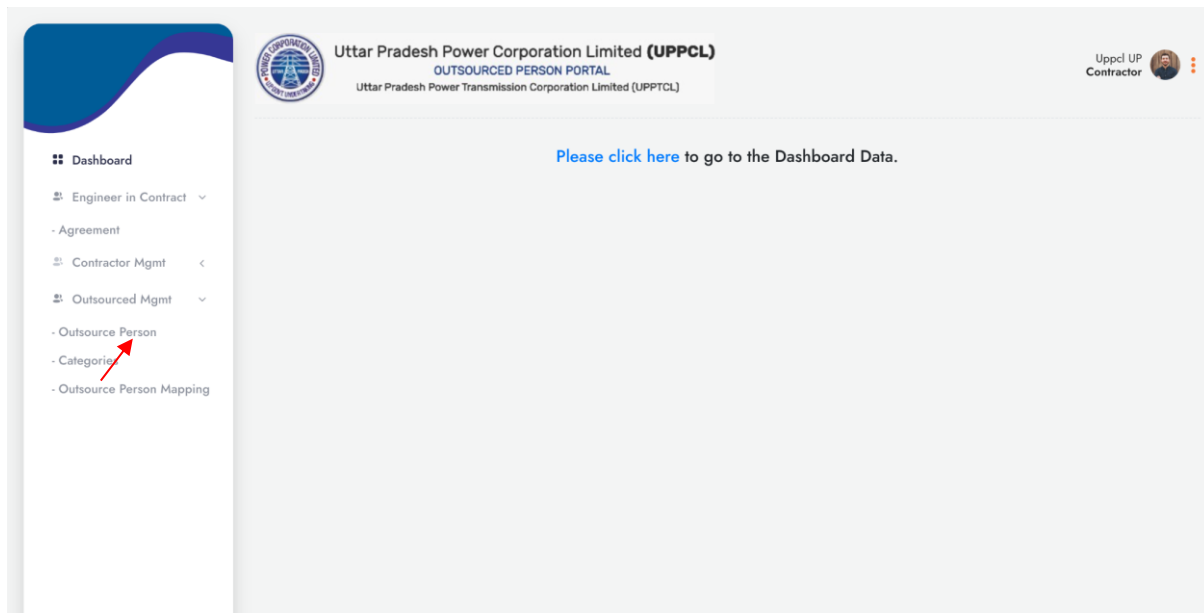 Uttar Pradesh Power Corporation Limited (UPPCL)
OUTSOURCED PERSON PORTAL
Uttar Pradesh Power Transmission Corporation Limited (UPPTCL)
Uppcl UP
Contractor
Dashboard
Engineer in Contract
- Agreement
Contractor Mgmt
Outsourced Mgmt
- Outsource Person
- Categories
- Outsource Person Mapping
Please click here to go to the Dashboard Data.